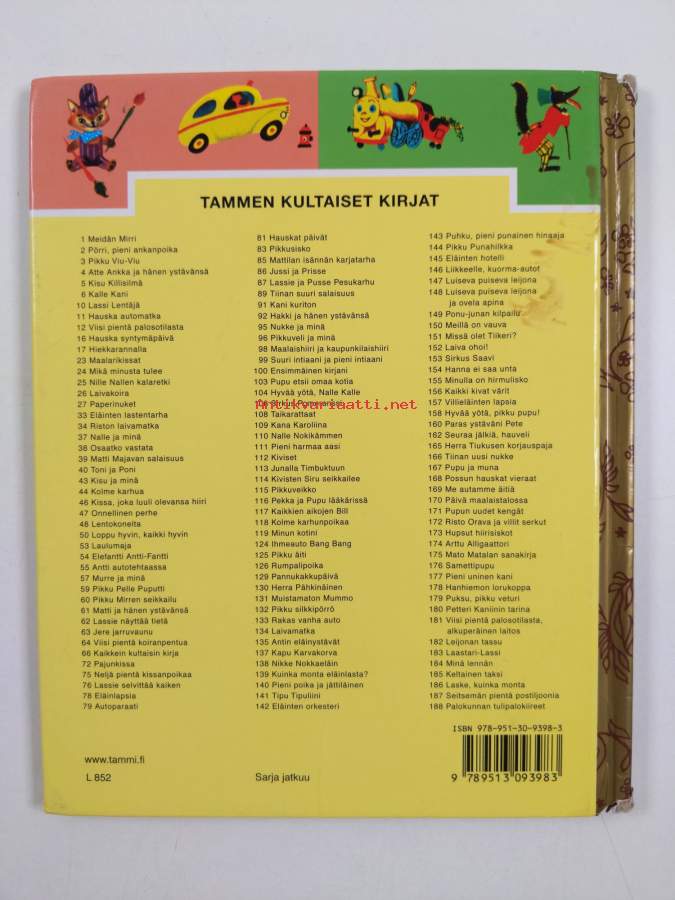 TAMMEN KULTAISET KIRJAT
1 Meidän Mirri
2 Pörri, pieni ankanpoika
3 Pikku Viu-Viu
4 Atte Ankka ja hänen ystävänsä
5 Kisu Killisilmä
6 Kalle Kani
10 Lassi Lentäjä
11 Hauska automatka
12 Viisi pientä palosotilasta
16 Hauska syntymäpäivä
17 Hiekkarannalla
23 Maalarikissat
24 Mikä minusta tulee
25 Nille Nallen kalaretki
26 Laivakoira
27 Paperinuket
33 Eläinten lastentarha
34 Riston laivamatka
37 Nalle ja minä
38 Osaatko vastata
39 Matti Majavan salaisuus
40 Toni ja Poni
43 Kisu ja minä
44 Kolme karhua
46 Kissa, joka luuli olevansa hiiri
47 Onnellinen perhe
48 Lentokoneita
50 Loppu hyvin, kaikki hyvin
53 Laulumaja
54 Elefantti Antti-Fantti
55 Antti autotehtaassa
57 Murre ja minä
59 Pikku Pelle Puputti
60 Pikku Mirren seikkailu
61 Matti ja hänen ystävänsä
62 Lassie näyttää tietä
63 Jere jarruvaunu
64 Viisi pientä koiranpentua
66 Kaikkein kultaisin kirja
72 Pajunkissa
75 Neljä pientä kissanpoikaa
76 Lassie selvittää kaiken
78 Eläinlapsia
79 Autoparaati
81 Hauskat päivät
83 Pikkusisko
85 Mattilan isännän karjatarha
86 Jussi ja Prisse
87 Lassie ja Pusse Pesukarhu
89 Tiinan suuri salaisuus
91 Kani kuriton
92 Hakki ja hänen ystävänsä
95 Nukke ja minä
96 Pikkuveli ja minä
98 Maalaishiiri ja kaupunkilaishiiri
99 Suuri intiaani ja pieni intiaani
100 Ensimmäinen kirjani
103 Pupu etsii omaa kotia
104 Hyvää yötä, Nalle Kalle
Antikvariaatti.net
108 Taikarattaat
109 Kana Karoliina
110 Nalle Nokikämmen
111 Pieni harmaa aasi
112 Kiviset
113 Junalla Timbuktuun
114 Kivisten Siru seikkailee
115 Pikkuveikko
116 Pekka ja Pupu lääkärissä
117 Kaikkien aikojen Bill
118 Kolme karhunpoikaa
119 Minun kotini
124 Ihmeauto Bang Bang
125 Pikku äiti
126 Rumpalipoika
129 Pannukakkupäivä
130 Herra Pähkinäinen
131 Muistamaton Mummo
132 Pikku silkkipörrö
133 Rakas vanha auto
134 Laivamatka
135 Antin eläinystävät
137 Kapu Karvakorva
138 Nikke Nokkaeläin
139 Kuinka monta eläinlasta?
140 Pieni poika ja jättiläinen
141 Tipu Tipuliini
142 Eläinten orkesteri
143 Puhku, pieni punainen hinaaja
144 Pikku Punahilkka
145 Eläinten hotelli
146 Liikkeelle, kuorma-autot
147 Luiseva puiseva leijona
148 Luiseva puiseva leijona
ja ovela apina
149 Ponu-junan kilpailu
150 Meillä on vauva
151 Missä olet Tiikeri?
152 Laiva ohoi!
153 Sirkus Saavi
154 Hanna ei saa unta
155 Minulla on hirmulisko
156 Kaikki kivat värit
157 Villieläinten lapsia
158 Hyvää yötä, pikku pupu!
160 Paras ystäväni Pete
162 Seuraa jälkiä, hauveli
165 Herra Tiukusen korjauspaja
166 Tiinan uusi nukke
167 Pupu ja muna
168 Possun hauskat vieraat
169 Me autamme äitiä
170 Päivä maalaistalossa
171 Pupun uudet kengät
172 Risto Orava ja villit serkut
173 Hupsut hiirisiskot
174 Arttu Alligaattori
175 Mato Matalan sanakirja
176 Samettipupu
177 Pieni uninen kani
178 Hanhiemon lorukoppa
179 Puksu, pikku veturi
180 Petteri Kaniinin tarina
181 Viisi pientä palosotilasta,
alkuperäinen laitos
182 Leijonan tassu
183 Laastari-Lassi
184 Minä lennän
185 Keltainen taksi
186 Laske, kuinka monta
187 Seitsemän pientä postiljoonia
188 Palokunnan tulipalokiireet
ISBN 978-951-30-9398-3
9 789513 093983
www.tammi.fi
L 852
Sarja jatkuu